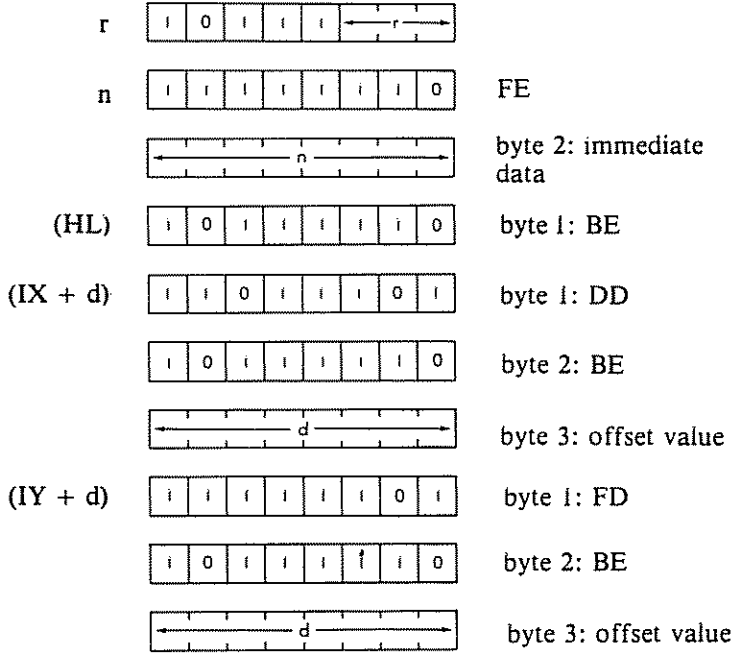 r 1 0 1 1 1 r
n 1 1 1 1 1 1 1 0 FE
n byte 2: immediate
data
(HL) 1 0 1 1 1 1 1 0 byte 1: BE
(IX + d) 1 1 0 1 1 1 0 1 byte 1: DD
1 0 1 1 1 1 1 0 byte 2: BE
d byte 3: offset value
(IY + d) 1 1 1 1 1 1 0 1 byte 1: FD
1 0 1 1 1 1 1 0 byte 2: BE
d byte 3: offset value